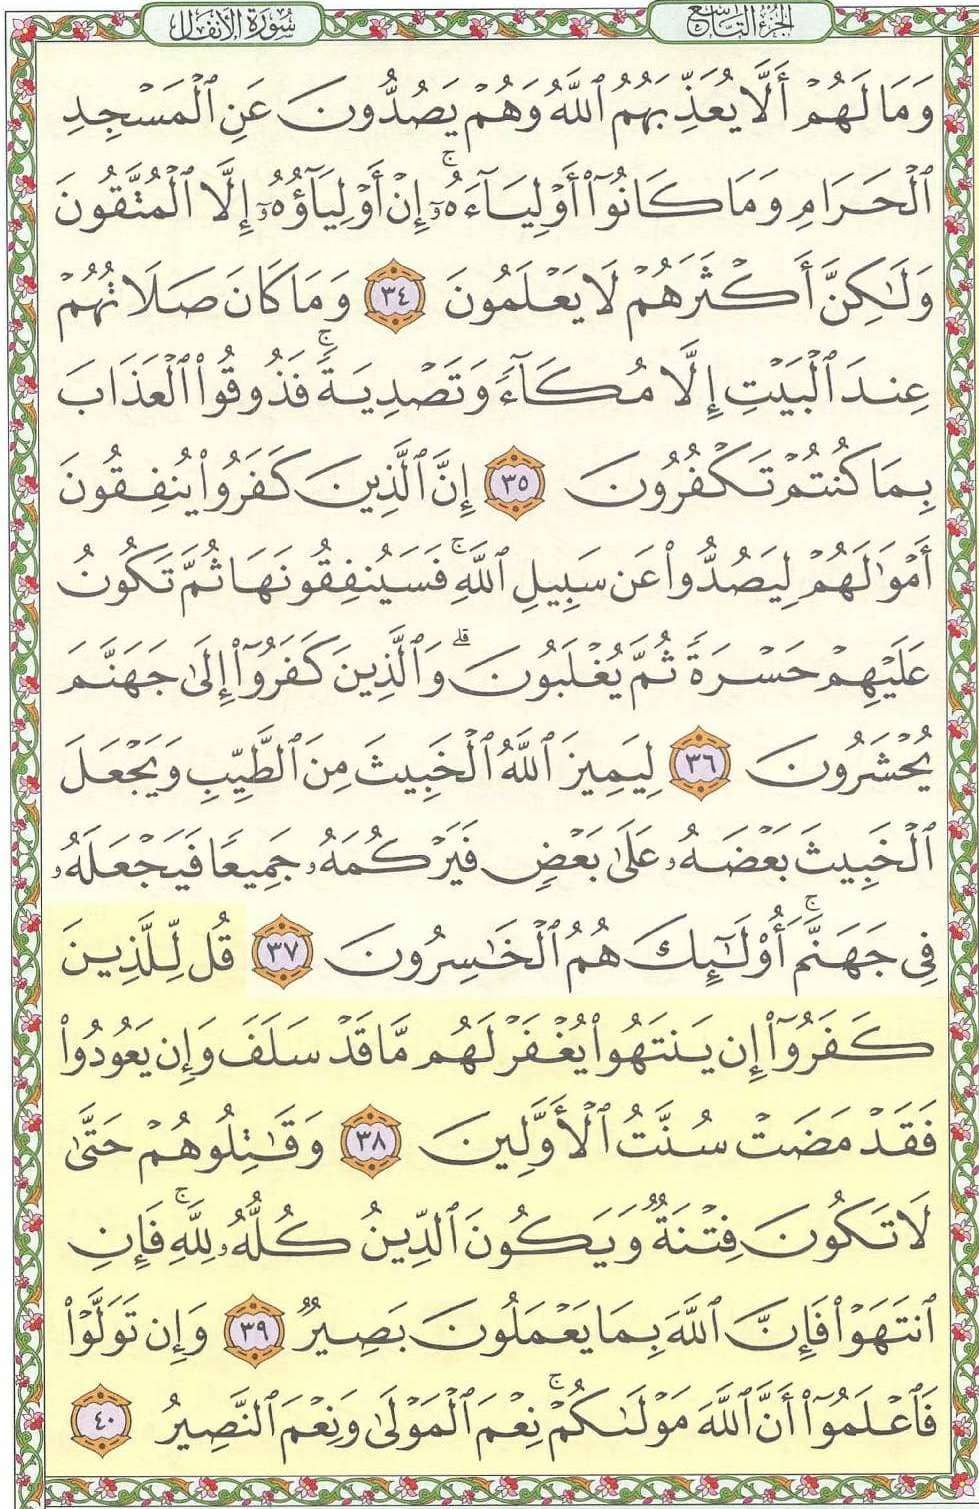 الجزء التاسع
سورة الأنفال
وَمَا لَهُمْ أَلَّا يُعَذِّبَهُمُ ٱللَّهُ وَهُمْ يَصُدُّونَ عَنِ ٱلْمَسْجِدِ
ٱلْحَرَامِ وَمَا كَانُوٓا۟ أَوْلِيَآءَهُۥٓ ۚ إِنْ أَوْلِيَآؤُهُۥٓ إِلَّا ٱلْمُتَّقُونَ
وَلَـٰكِنَّ أَكْثَرَهُمْ لَا يَعْلَمُونَ ٣٤ وَمَا كَانَ صَلَاتُهُمْ
عِندَ ٱلْبَيْتِ إِلَّا مُكَآءً وَتَصْدِيَةً ۚ فَذُوقُوا۟ ٱلْعَذَابَ
بِمَا كُنتُمْ تَكْفُرُونَ ٣٥ إِنَّ ٱلَّذِينَ كَفَرُوا۟ يُنفِقُونَ
أَمْوَٰلَهُمْ لِيَصُدُّوا۟ عَن سَبِيلِ ٱللَّهِ ۚ فَسَيُنفِقُونَهَا ثُمَّ تَكُونُ
عَلَيْهِمْ حَسْرَةً ثُمَّ يُغْلَبُونَ ۗ وَٱلَّذِينَ كَفَرُوٓا۟ إِلَىٰ جَهَنَّمَ
يُحْشَرُونَ ٣٦ لِيَمِيزَ ٱللَّهُ ٱلْخَبِيثَ مِنَ ٱلطَّيِّبِ وَيَجْعَلَ
ٱلْخَبِيثَ بَعْضَهُۥ عَلَىٰ بَعْضٍ فَيَرْكُمَهُۥ جَمِيعًا فَيَجْعَلَهُۥ
فِى جَهَنَّمَ ۚ أُو۟لَـٰٓئِكَ هُمُ ٱلْخَـٰسِرُونَ ٣٧ قُل لِّلَّذِينَ
كَفَرُوٓا۟ إِن يَنتَهُوا۟ يُغْفَرْ لَهُم مَّا قَدْ سَلَفَ وَإِن يَعُودُوا۟
فَقَدْ مَضَتْ سُنَّتُ ٱلْأَوَّلِينَ ٣٨ وَقَـٰتِلُوهُمْ حَتَّىٰ
لَا تَكُونَ فِتْنَةٌ وَيَكُونَ ٱلدِّينُ كُلُّهُۥ لِلَّهِ ۚ فَإِنِ
ٱنتَهَوْا۟ فَإِنَّ ٱللَّهَ بِمَا يَعْمَلُونَ بَصِيرٌ ٣٩ وَإِن تَوَلَّوْا۟
فَٱعْلَمُوٓا۟ أَنَّ ٱللَّهَ مَوْلَىٰكُمْ ۚ نِعْمَ ٱلْمَوْلَىٰ وَنِعْمَ ٱلنَّصِيرُ ٤٠